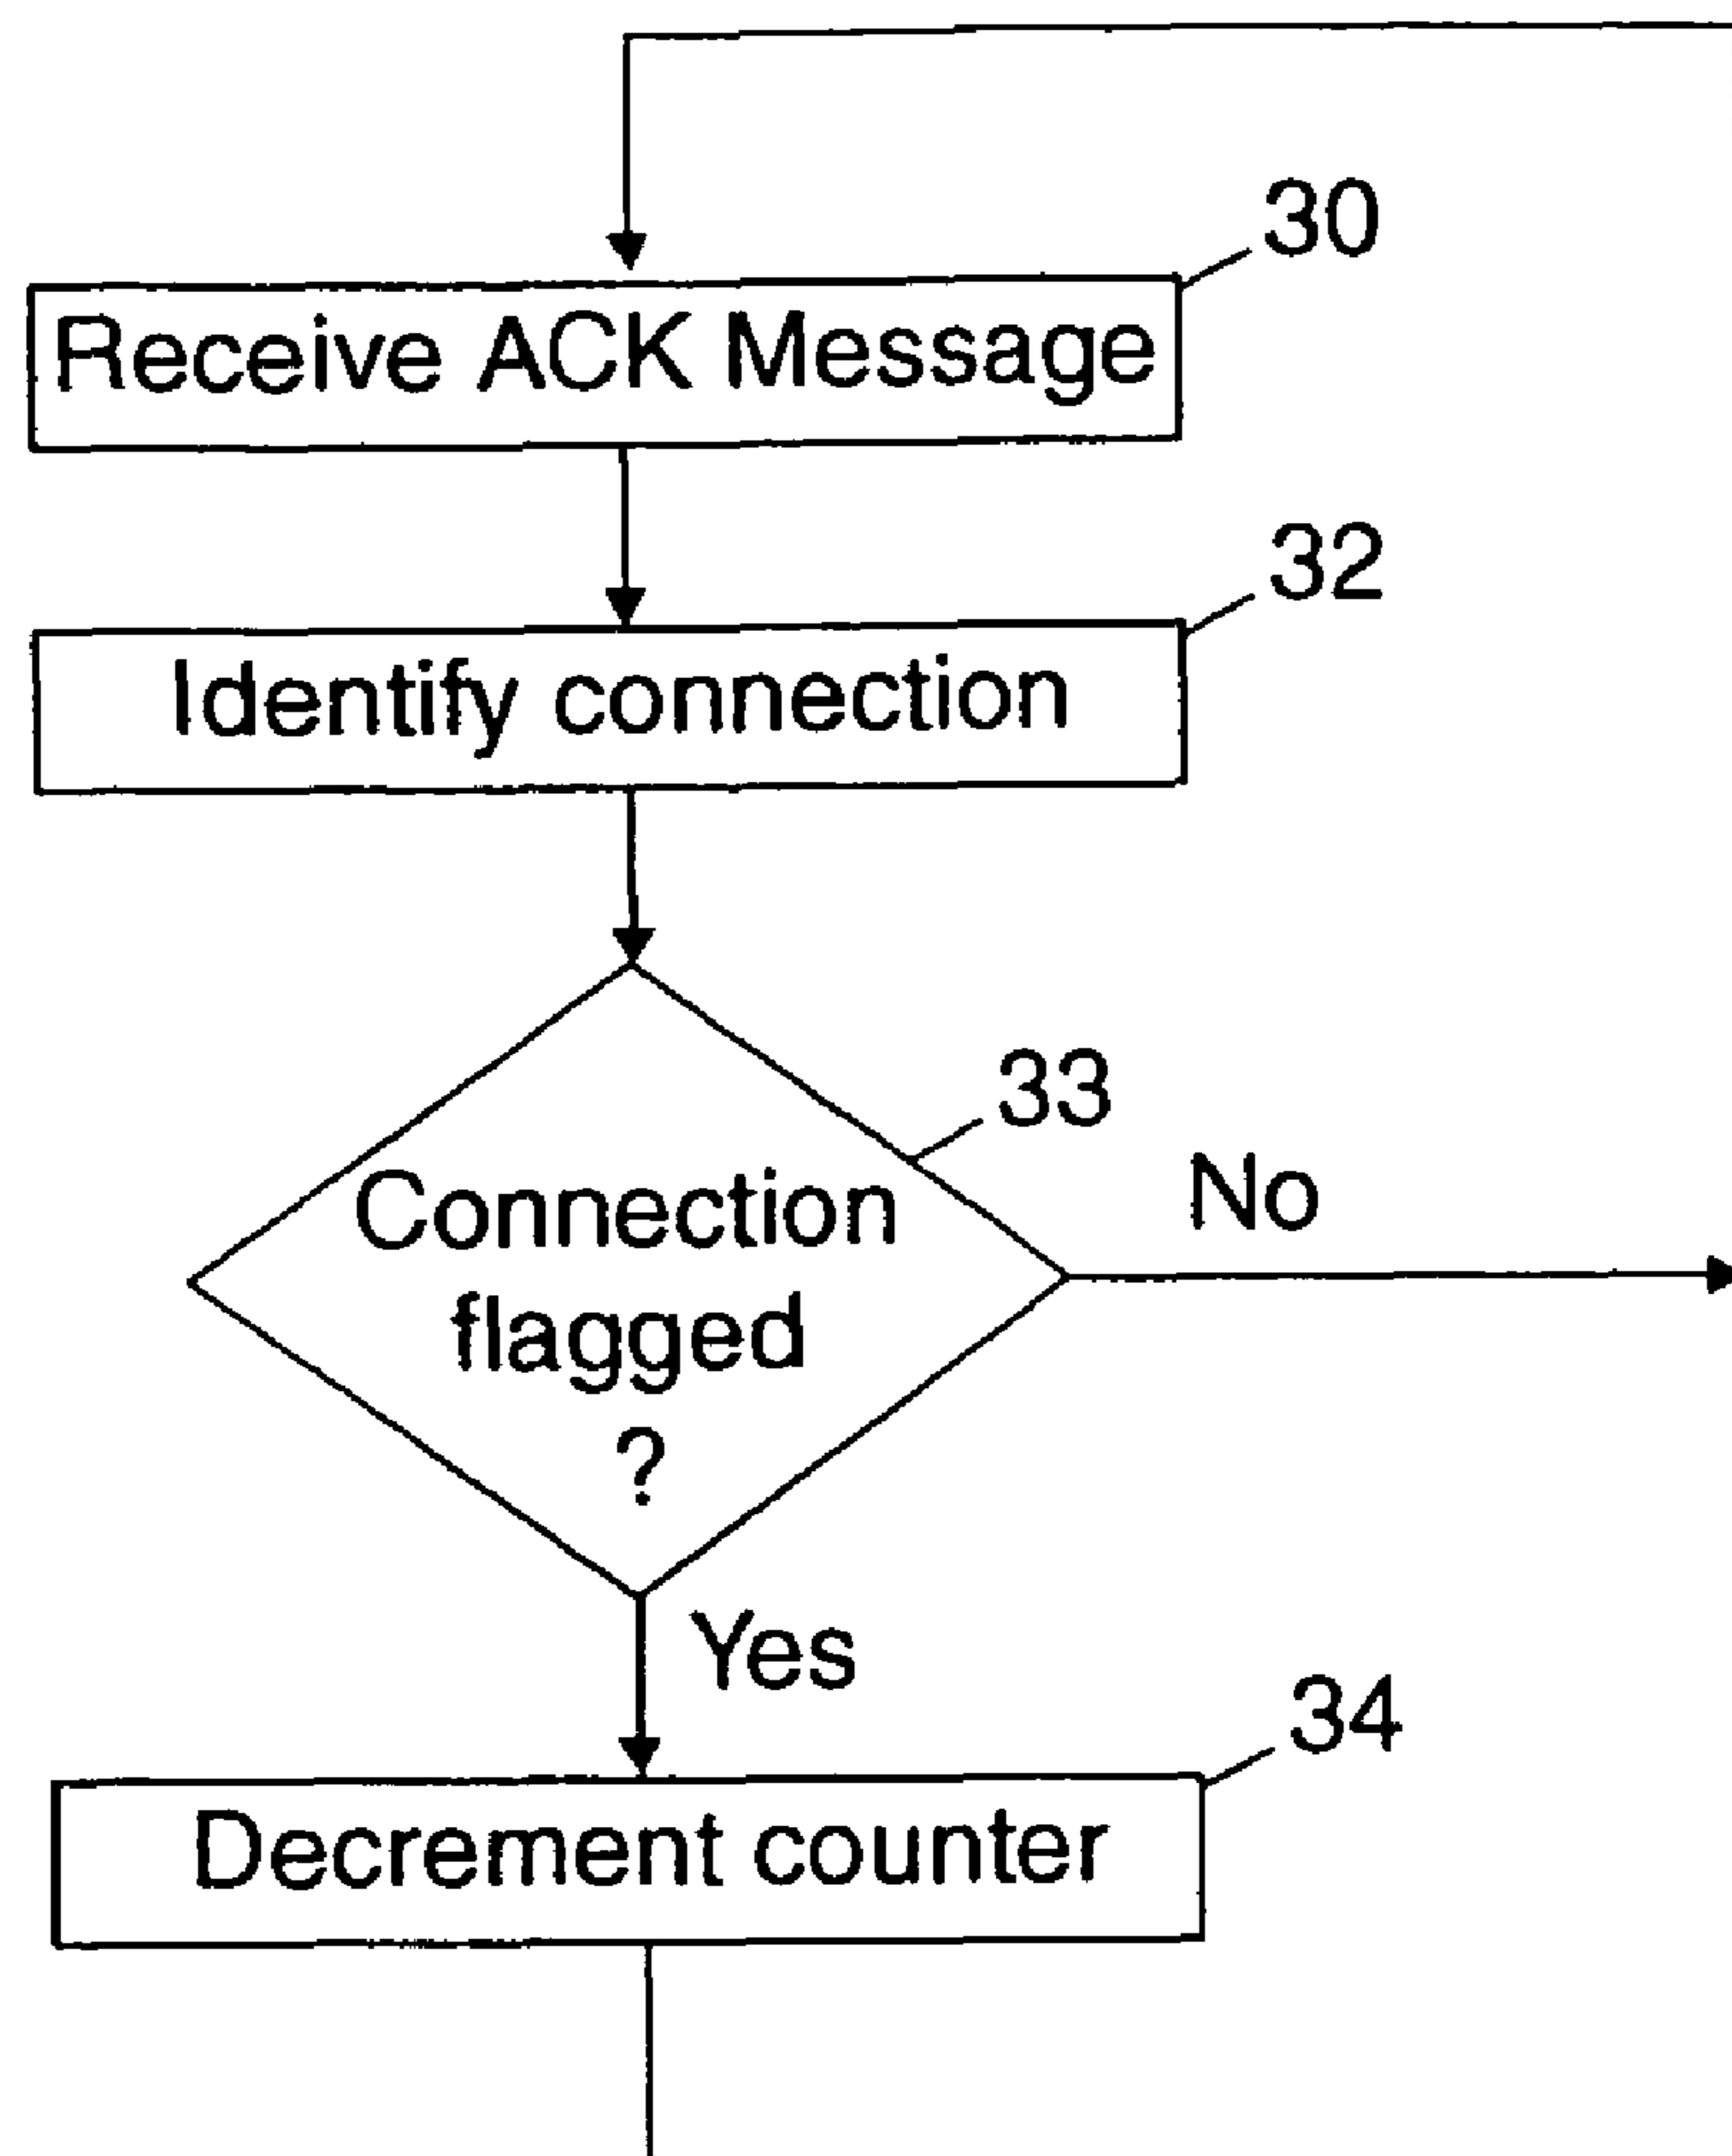 30
Receive ACK Message
32
Identify connection
33
Connection
flagged
?
No
Yes
34
Decrement counter